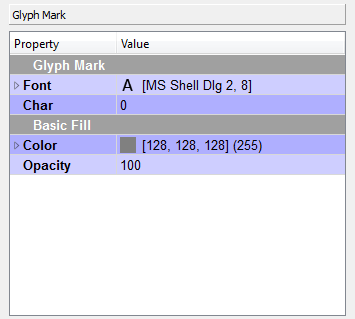 Glyph Mark
Property Value
Glyph Mark
Font A [MS Shell Dlg 2, 8]
Char 0
Basic Fill
Color [128, 128, 128] (255)
Opacity 100